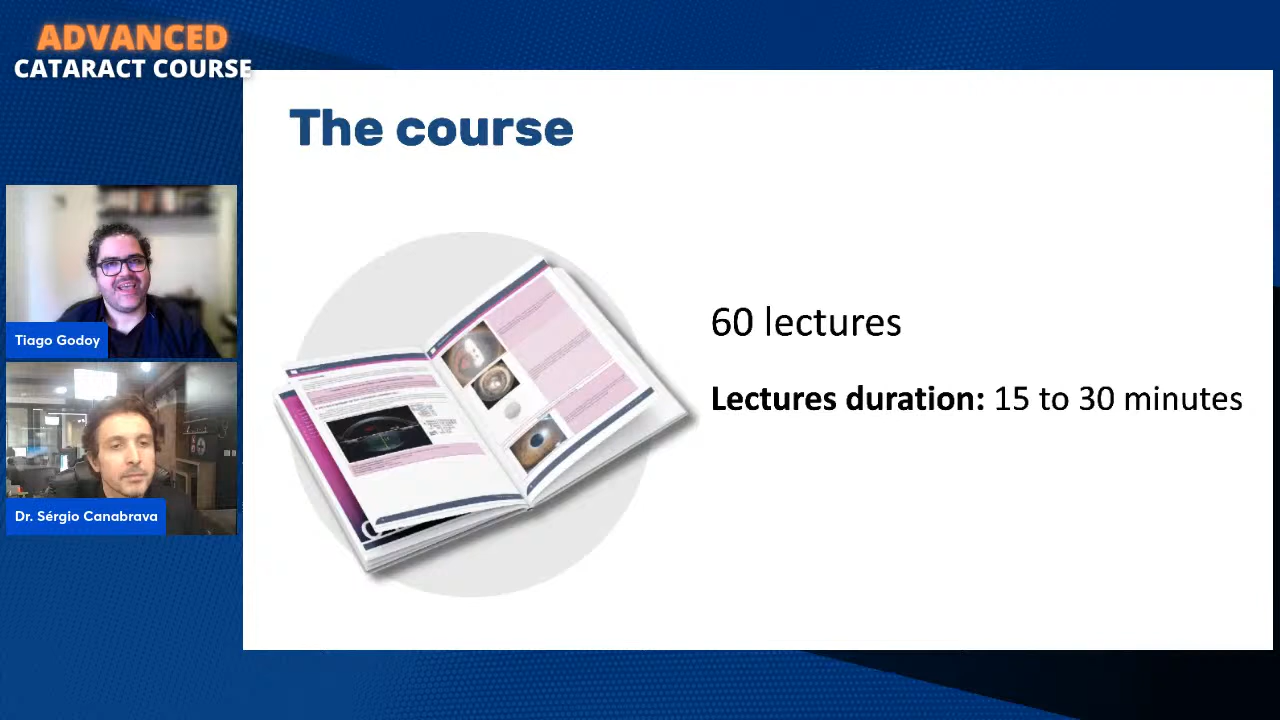 ADVANCED
CATARACT COURSE
The course
Tiago Godoy
Dr. Sérgio Canabrava
60 lectures
Lectures duration: 15 to 30 minutes